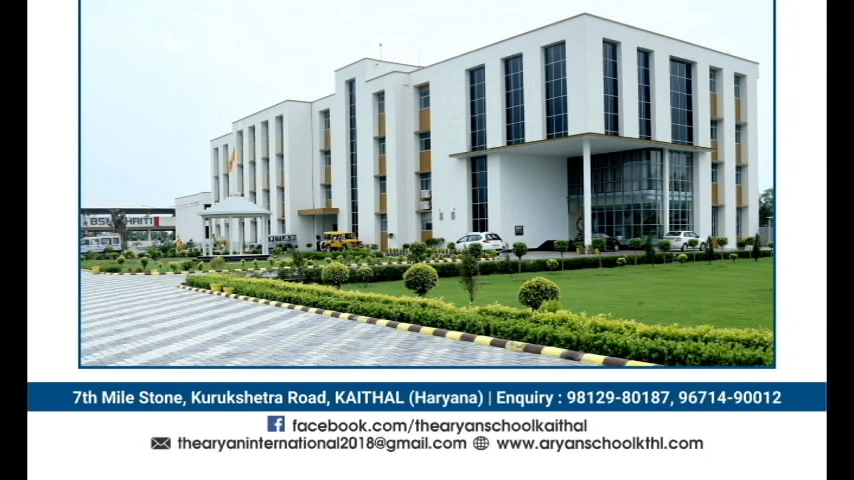 7th Mile Stone, Kurukshetra Road, KAITHAL (Haryana) | Enquiry : 98129-80187, 96714-90012
facebook.com/thearyanschoolkaithal
thearyaninternational2018@gmail.com www.aryanschoolkthl.com